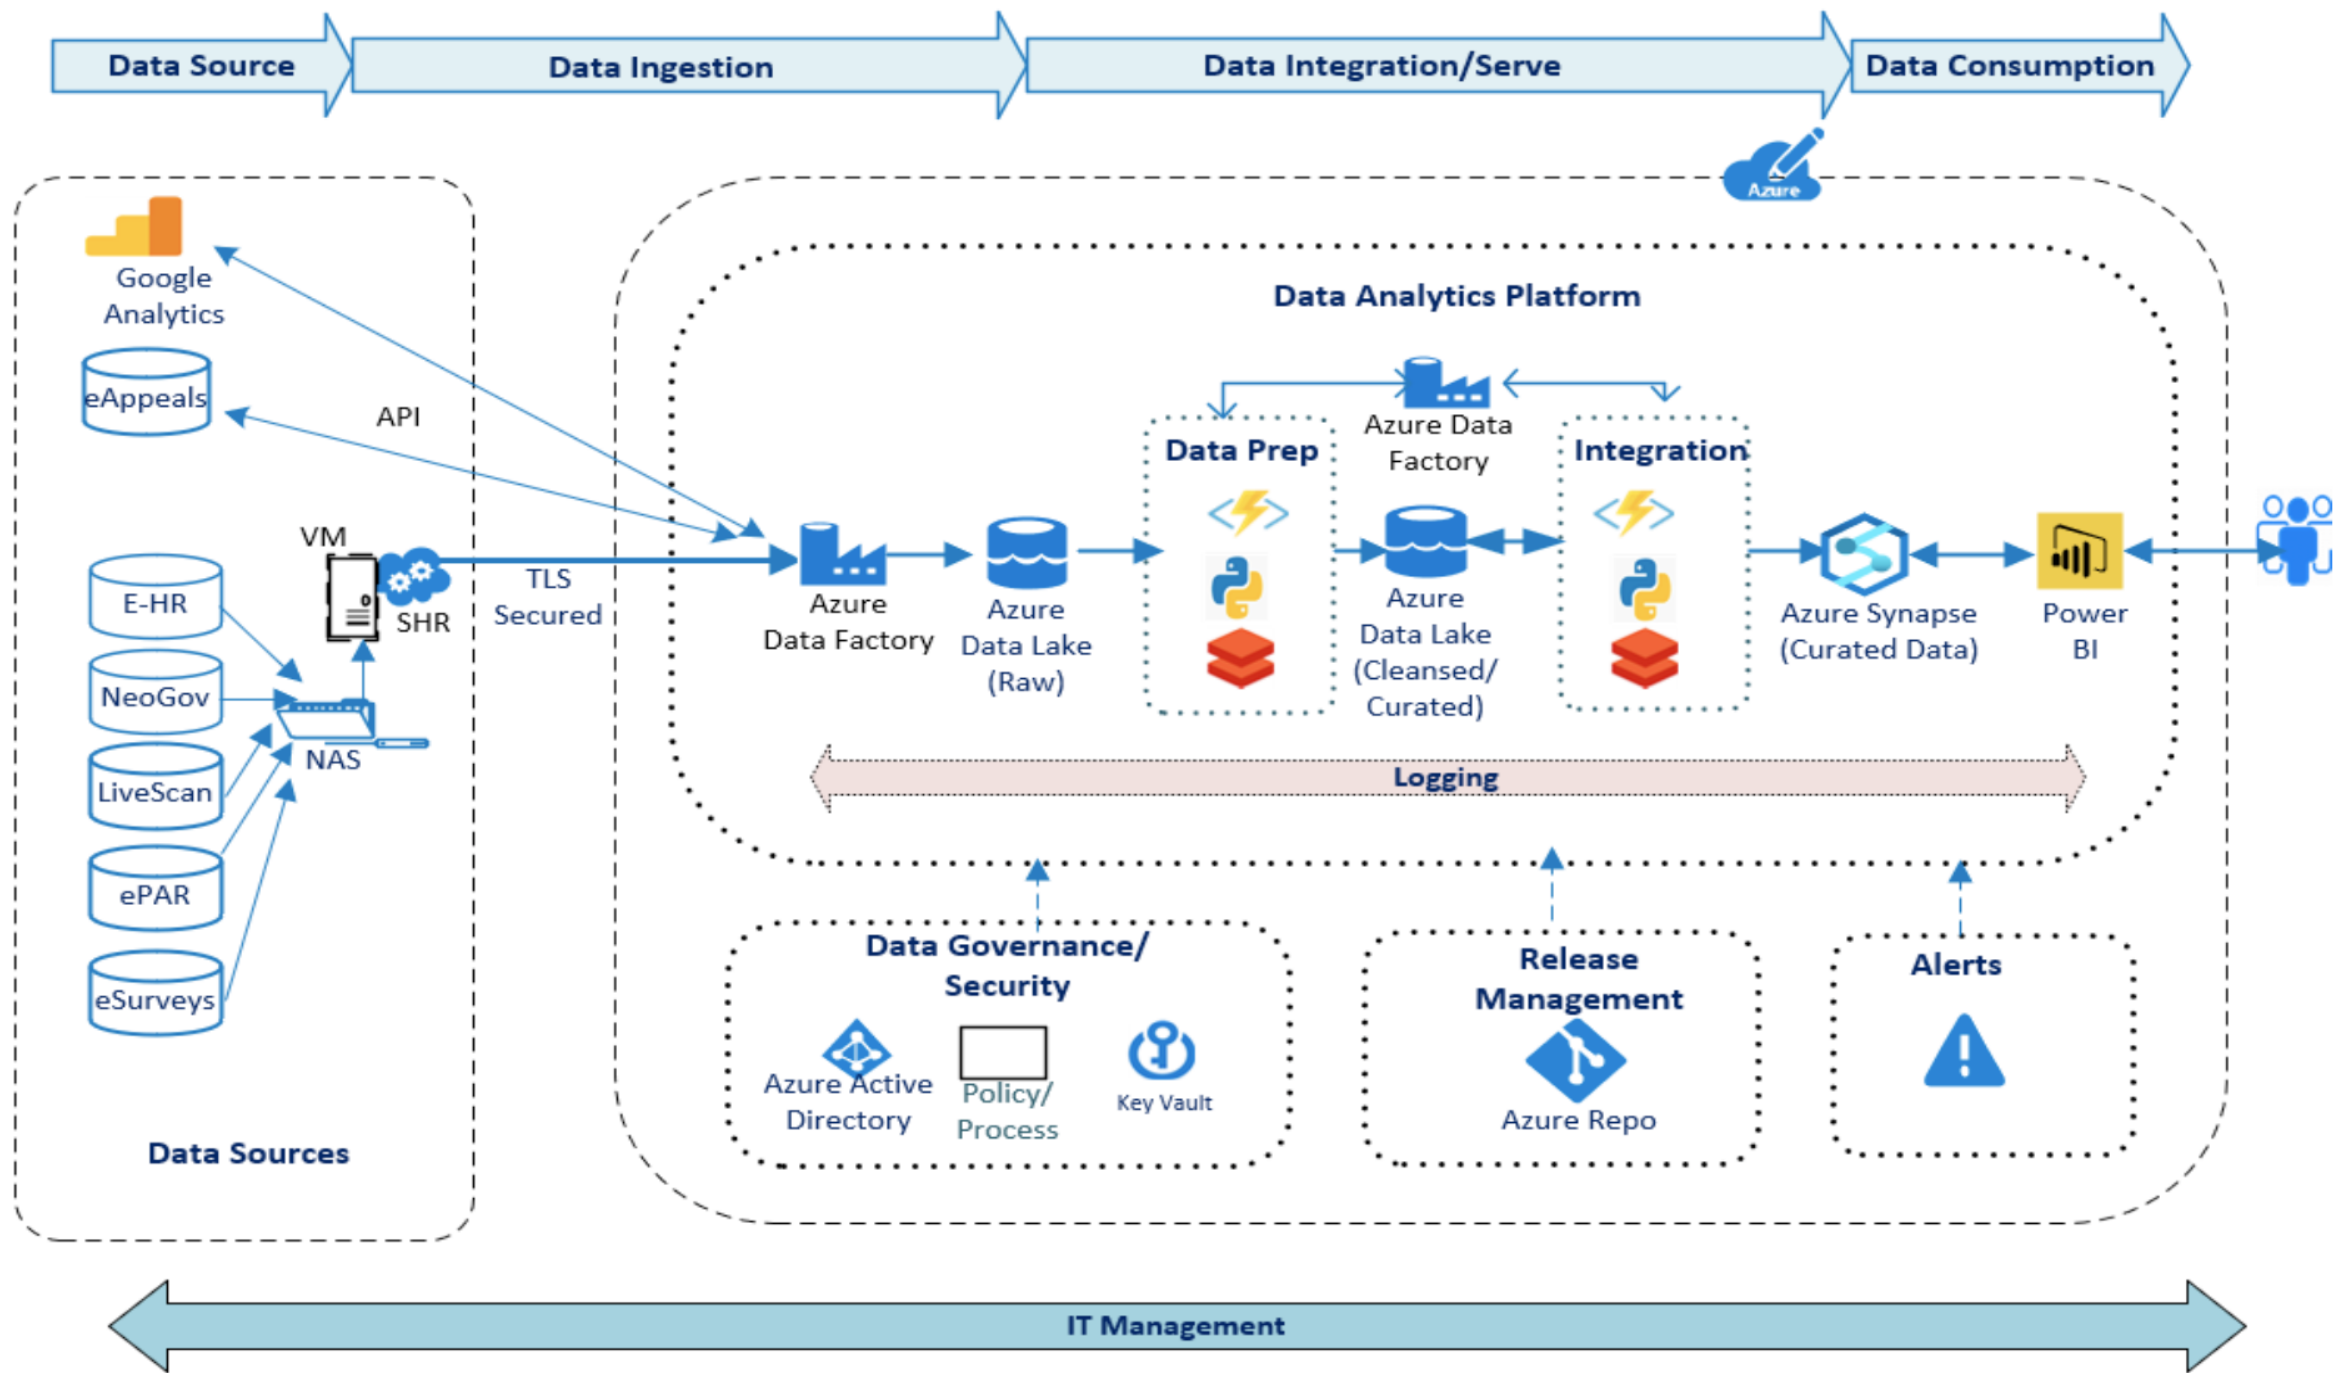 Data Source
Data Ingestion
Data Integration/Serve
Data Consumption
Azure
Google
Analytics
eAppeals
API
VM
SHR
E-HR
NeoGov
LiveScan
ePAR
eSurveys
NAS
Data Sources
TLS
Secured
Data Analytics Platform
Azure
Data Factory
Azure
Data Lake
(Raw)
Data Prep
Azure Data
Factory
Azure
Data Lake
(Cleansed/
Curated)
Integration
Azure Synapse
(Curated Data)
Power
BI
Logging
Data Governance/
Security
Azure Active
Directory
Policy/
Process
Key Vault
Release
Management
Azure Repo
Alerts
IT Management